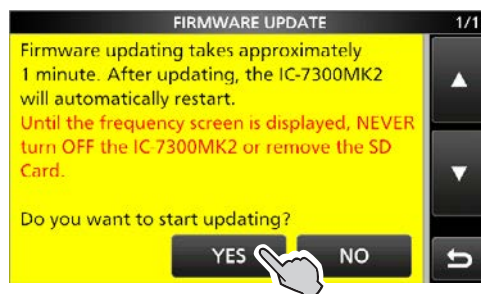 FIRMWARE UPDATE 1/1
Firmware updating takes approximately
1 minute. After updating, the IC-7300MK2
will automatically restart.
Until the frequency screen is displayed, NEVER
turn OFF the IC-7300MK2 or remove the SD
Card.
Do you want to start updating?
YES NO